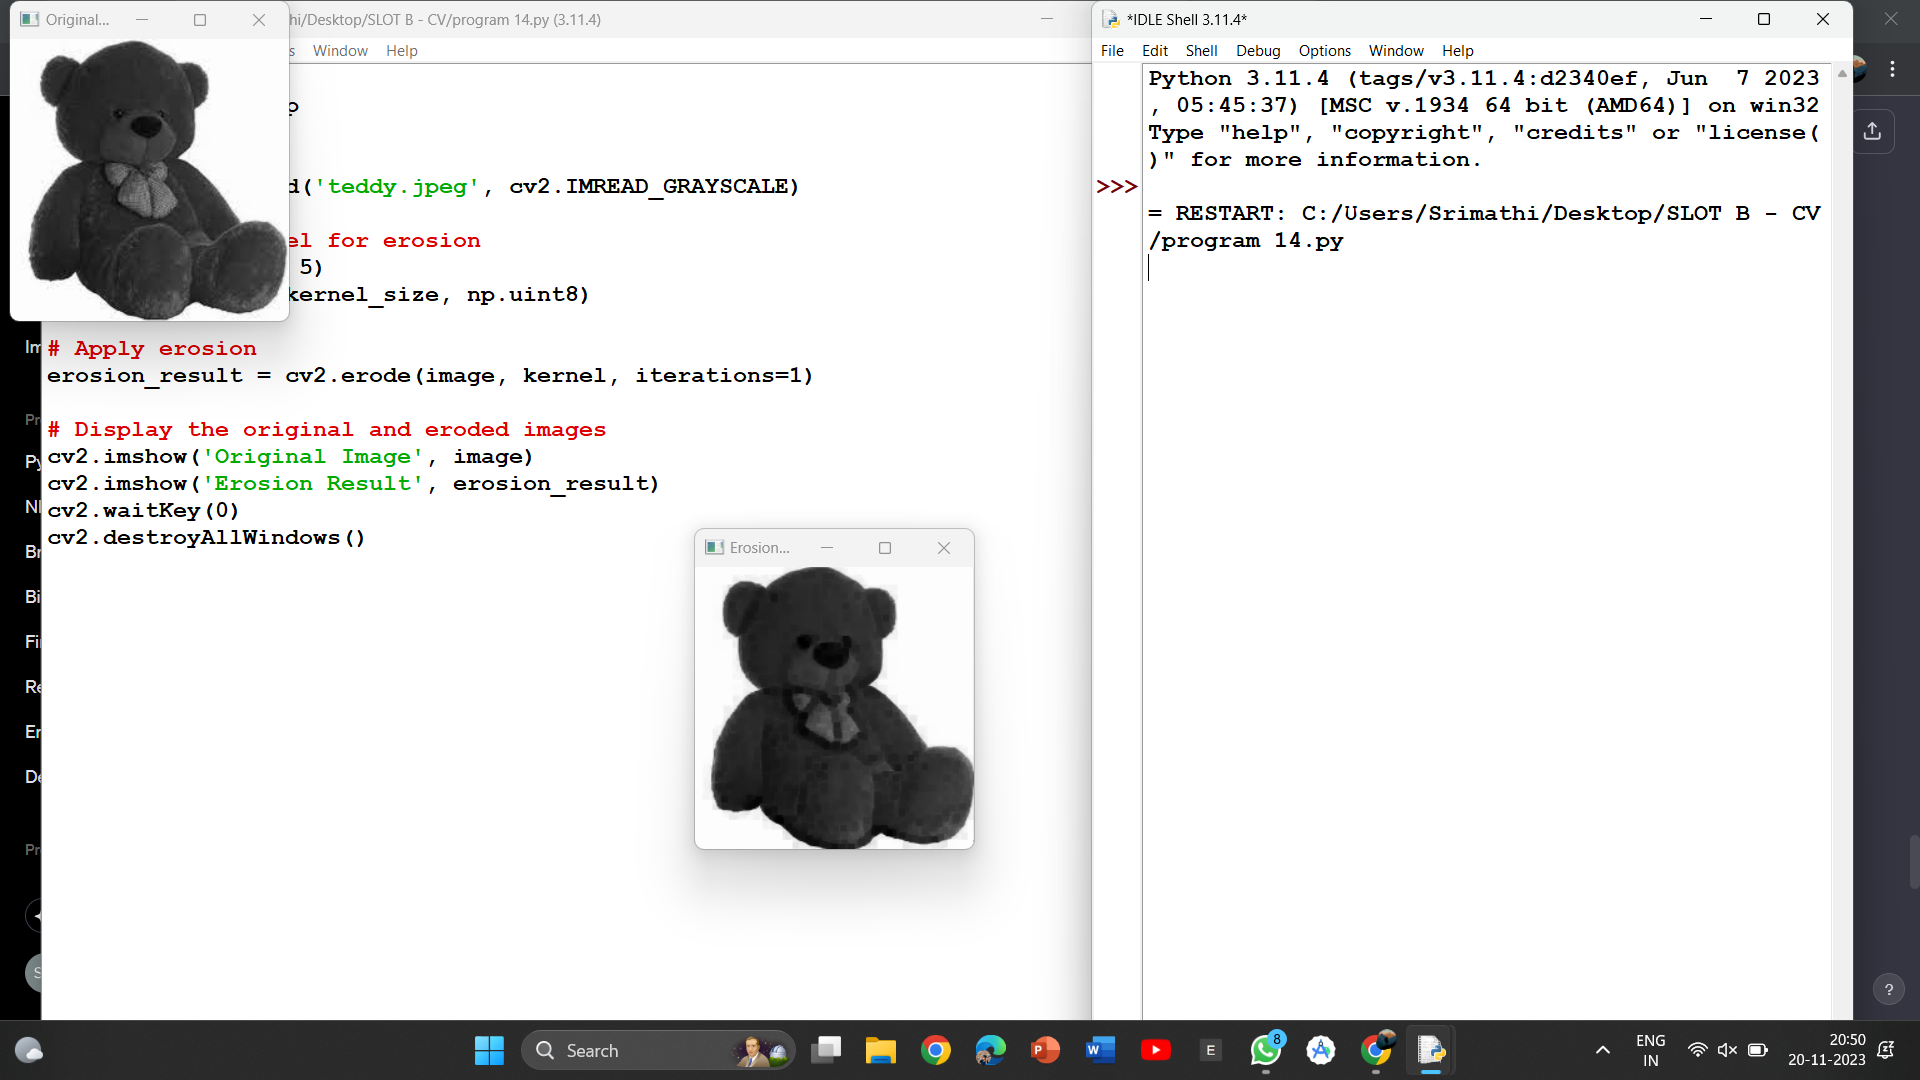 Original...
hi/Desktop/SLOT B - CV/program 14.py (3.11.4)
s Window Help
p
d('teddy.jpeg', cv2.IMREAD_GRAYSCALE)
el for erosion
5)
kernel_size, np.uint8)
# Apply erosion
erosion_result = cv2.erode(image, kernel, iterations=1)
# Display the original and eroded images
cv2.imshow('Original Image', image)
cv2.imshow('Erosion Result', erosion_result)
cv2.waitKey(0)
cv2.destroyAllWindows()
Im
Pr
Py
Br
Bi
Fi
Re
Er
De
Pr
S
Erosion...
*IDLE Shell 3.11.4*
File Edit Shell Debug Options Window Help
Python 3.11.4 (tags/v3.11.4:d2340ef, Jun  7 2023
, 05:45:37) [MSC v.1934 64 bit (AMD64)] on win32
Type "help", "copyright", "credits" or "license(
)" for more information.
>>>
= RESTART: C:/Users/Srimathi/Desktop/SLOT B - CV
/program 14.py
?
Search
P
W
E
8
ENG
IN
20:50
20-11-2023